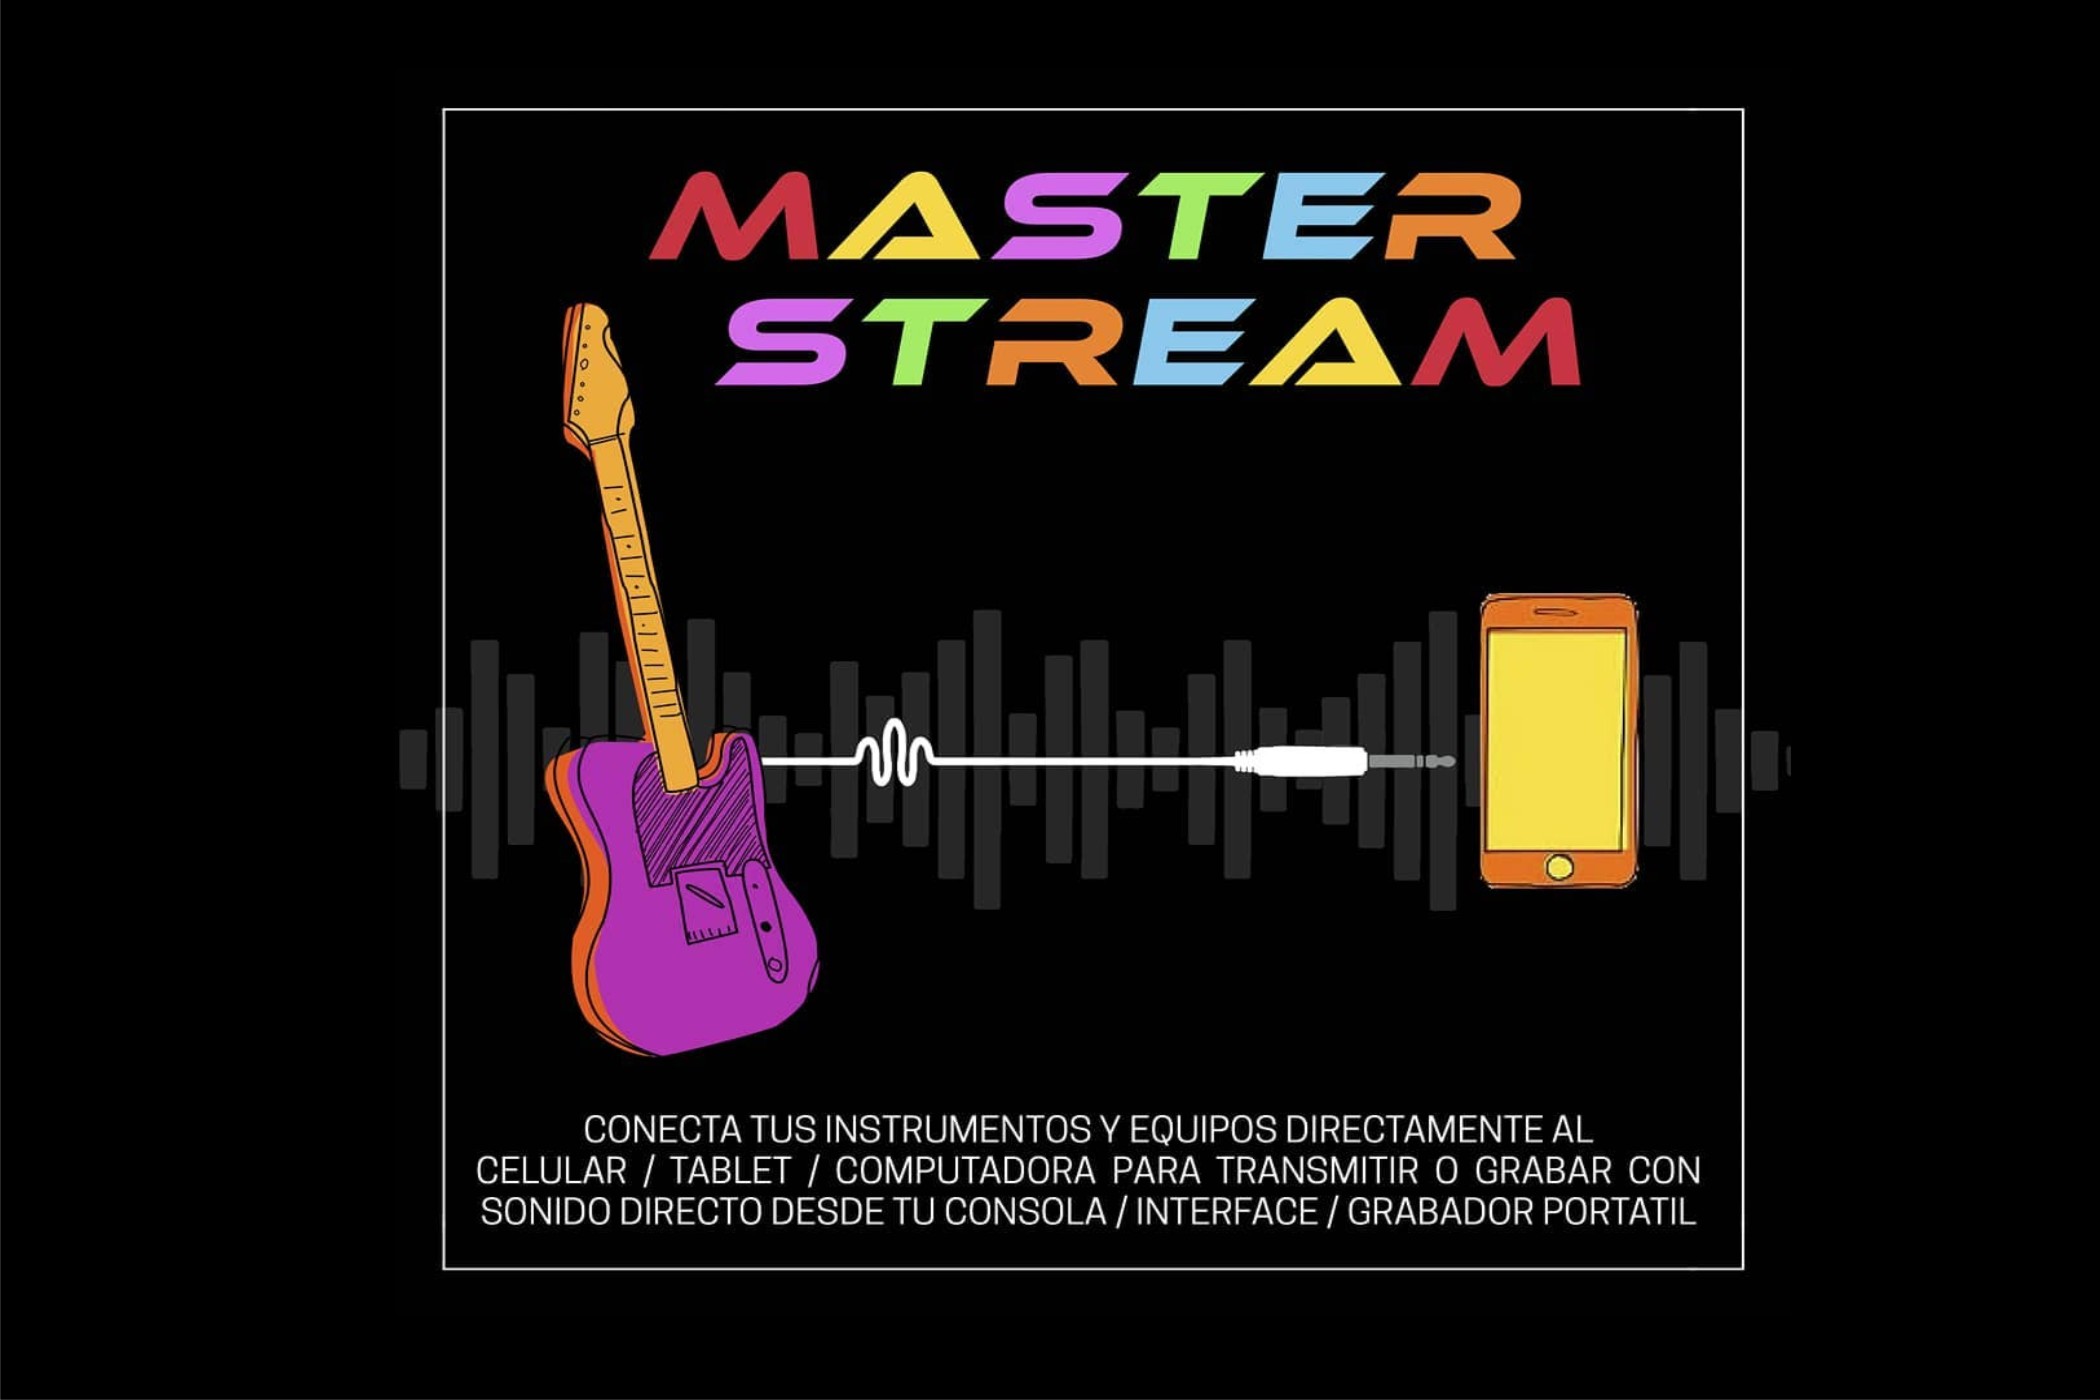 MASTER
STREAM
CONECTA TUS INSTRUMENTOS Y EQUIPOS DIRECTAMENTE AL
CELULAR / TABLET / COMPUTADORA PARA TRANSMITIR O GRABAR CON
SONIDO DIRECTO DESDE TU CONSOLA / INTERFACE / GRABADOR PORTATIL